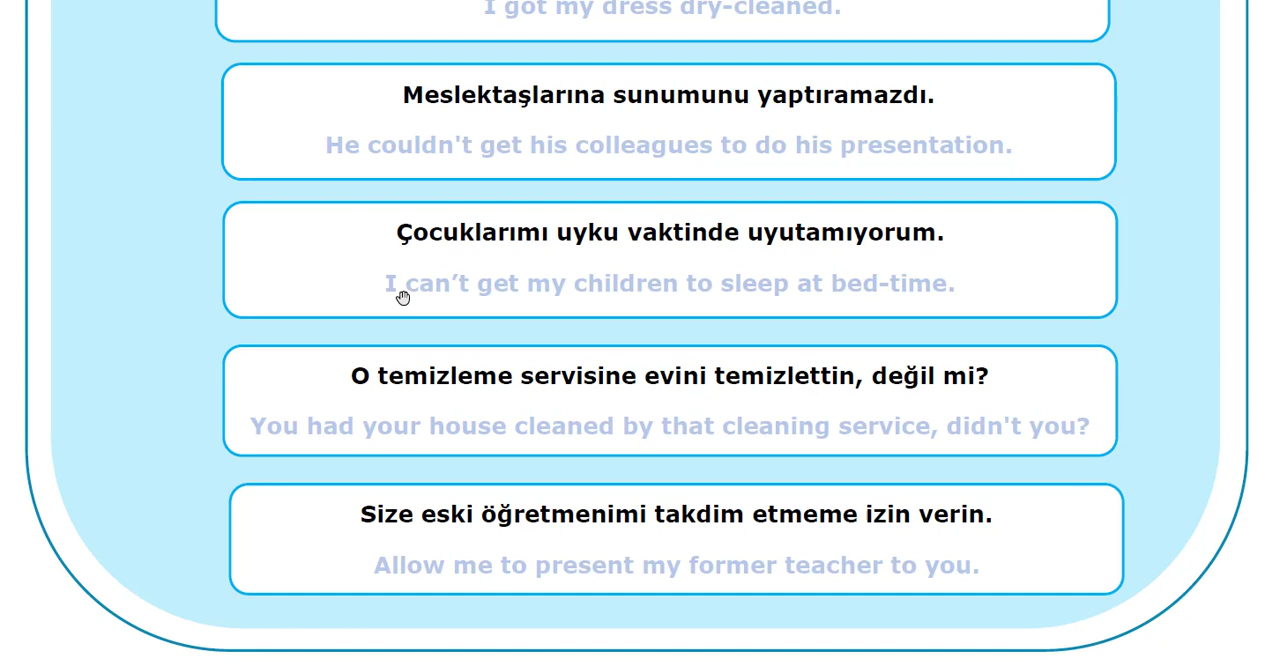 I got my dress dry-cleaned.
Meslektaşlarına sunumunu yaptıramazdı.
He couldn't get his colleagues to do his presentation.
Çocuklarımı uyku vaktinde uyutamıyorum.
I can’t get my children to sleep at bed-time.
O temizleme servisine evini temizlettin, değil mi?
You had your house cleaned by that cleaning service, didn't you?
Size eski öğretmenimi takdim etmeme izin verin.
Allow me to present my former teacher to you.